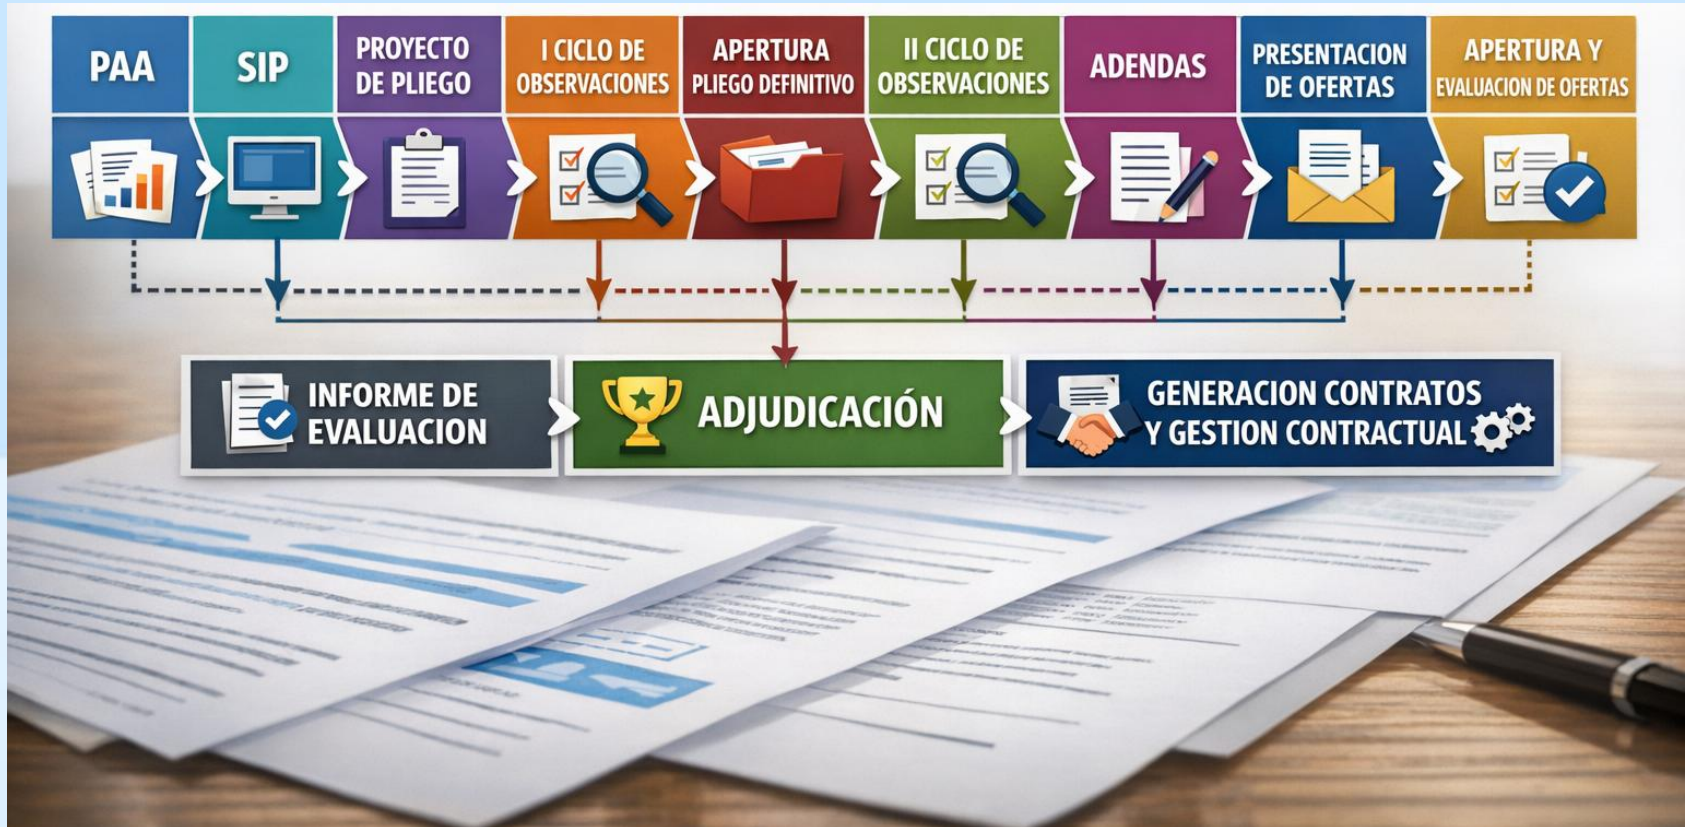 PAA
SIP
PROYECTO
DE PLIEGO
I CICLO DE
OBSERVACIONES
APERTURA
PLIEGO DEFINITIVO
II CICLO DE
OBSERVACIONES
ADENDAS
PRESENTACION
DE OFERTAS
APERTURA Y
EVALUACION DE OFERTAS
INFORME DE
EVALUACION
ADJUDICACIÓN
GENERACION CONTRATOS
Y GESTION CONTRACTUAL